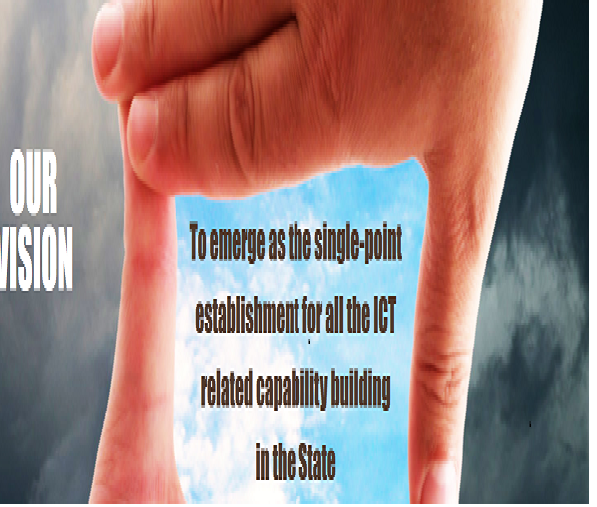 OUR
VISION
To emerge as the single-point
establishment for all the ICT
related capability building
in the State